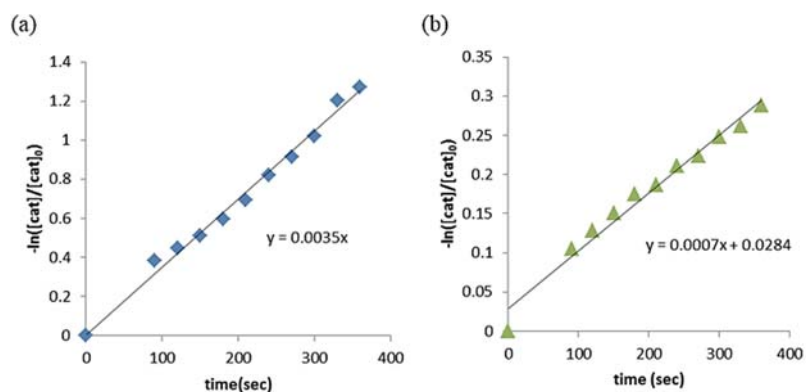 (a)
-ln([cat]/[cat]₀)
1.4
1.2
1
0.8
0.6
0.4
0.2
0
y = 0.0035x
0 100 200 300 400
time(sec)
(b)
-ln([cat]/[cat]₀)
0.35
0.3
0.25
0.2
0.15
0.1
0.05
0
y = 0.0007x + 0.0284
0 100 200 300 400
time (sec)